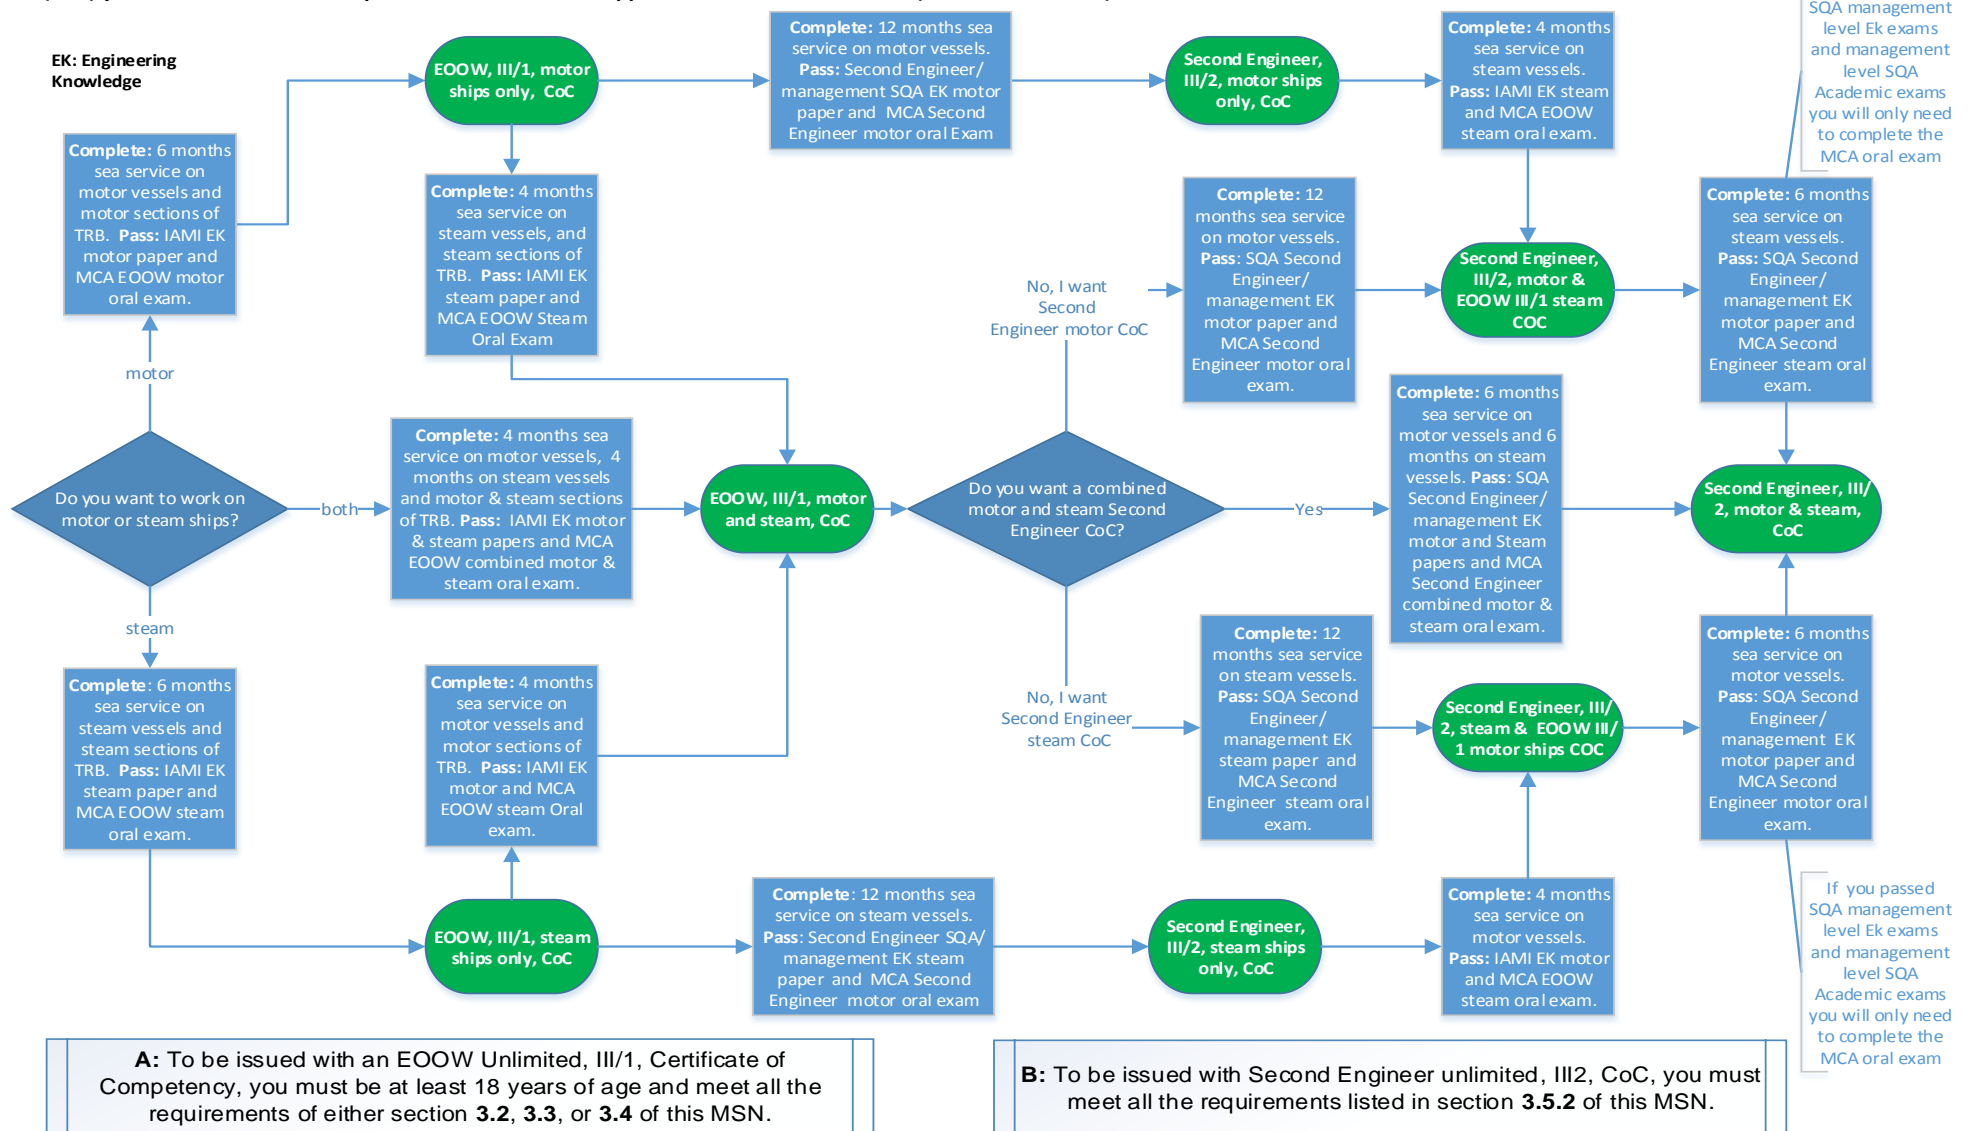 EK: Engineering
Knowledge
EOOW, III/1, motor
ships only, CoC
Complete: 12 months sea
service on motor vessels.
Pass: Second Engineer/
management SQA EK motor
paper and MCA Second
Engineer motor oral Exam
Second Engineer,
III/2, motor ships
only, CoC
Complete: 4 months
sea service on
steam vessels.
Pass: IAMI EK steam
and MCA EOOW
steam oral exam.
SQA management
level Ek exams
and management
level SQA
Academic exams
you will only need
to complete the
MCA oral exam
Complete: 6 months
sea service on
motor vessels and
motor sections of
TRB. Pass: IAMI EK
motor paper and
MCA EOOW motor
oral exam.
Complete: 4 months
sea service on
steam vessels, and
steam sections of
TRB. Pass: IAMI EK
steam paper and
MCA EOOW Steam
Oral Exam
No, I want
Second
Engineer motor CoC
Complete: 12
months sea service
on motor vessels.
Pass: SQA Second
Engineer/
management EK
motor paper and
MCA Second
Engineer motor oral
exam.
Second Engineer,
III/2, motor &
EOOW III/1 steam
COC
Complete: 6 months
sea service on
steam vessels.
Pass: SQA Second
Engineer/
management EK
motor paper and
MCA Second
Engineer steam oral
exam.
motor
Do you want to work on
motor or steam ships?
both
Complete: 4 months sea
service on motor vessels, 4
months on steam vessels
and motor & steam sections
of TRB. Pass: IAMI EK motor
& steam papers and MCA
EOOW combined motor &
steam oral exam.
EOOW, III/1, motor
and steam, CoC
Do you want a combined
motor and steam Second
Engineer CoC?
Yes
Complete: 6 months
sea service on
motor vessels and 6
months on steam
vessels. Pass: SQA
Second Engineer/
management EK
motor and Steam
papers and MCA
Second Engineer
combined motor &
steam oral exam.
Second Engineer, III/
2, motor & steam,
CoC
steam
Complete: 6 months
sea service on
steam vessels and
steam sections of
TRB. Pass: IAMI EK
steam paper and
MCA EOOW steam
oral exam.
Complete: 4 months
sea service on
motor vessels and
motor sections of
TRB. Pass: IAMI EK
motor and MCA
EOOW steam Oral
exam.
No, I want
Second Engineer
steam CoC
Complete: 12
months sea service
on steam vessels.
Pass: SQA Second
Engineer/
management EK
steam paper and
MCA Second
Engineer steam oral
exam.
Second Engineer, III/
2, steam & EOOW III/
1 motor ships COC
Complete: 6 months
sea service on
motor vessels.
Pass: SQA Second
Engineer/
management EK
motor paper and
MCA Second
Engineer motor oral
exam.
EOOW, III/1, steam
ships only, CoC
Complete: 12 months sea
service on steam vessels.
Pass: Second Engineer SQA/
management EK steam
paper and MCA Second
Engineer motor oral exam
Second Engineer,
III/2, steam ships
only, CoC
Complete: 4 months
sea service on
motor vessels.
Pass: IAMI EK motor
and MCA EOOW
steam oral exam.
If you passed
SQA management
level Ek exams
and management
level SQA
Academic exams
you will only need
to complete the
MCA oral exam
A: To be issued with an EOOW Unlimited, III/1, Certificate of
Competency, you must be at least 18 years of age and meet all the
requirements of either section 3.2, 3.3, or 3.4 of this MSN.
B: To be issued with Second Engineer unlimited, III2, CoC, you must
meet all the requirements listed in section 3.5.2 of this MSN.